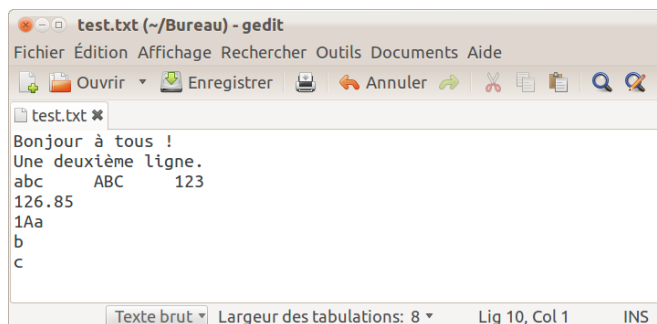 test.txt (~/Bureau) - gedit
Fichier Édition Affichage Rechercher Outils Documents Aide
Ouvrir Enregistrer Annuler
test.txt
Bonjour à tous !
Une deuxième ligne.
abc     ABC     123
126.85
1Aa
b
c
Texte brut Largeur des tabulations: 8 Lig 10, Col 1 INS